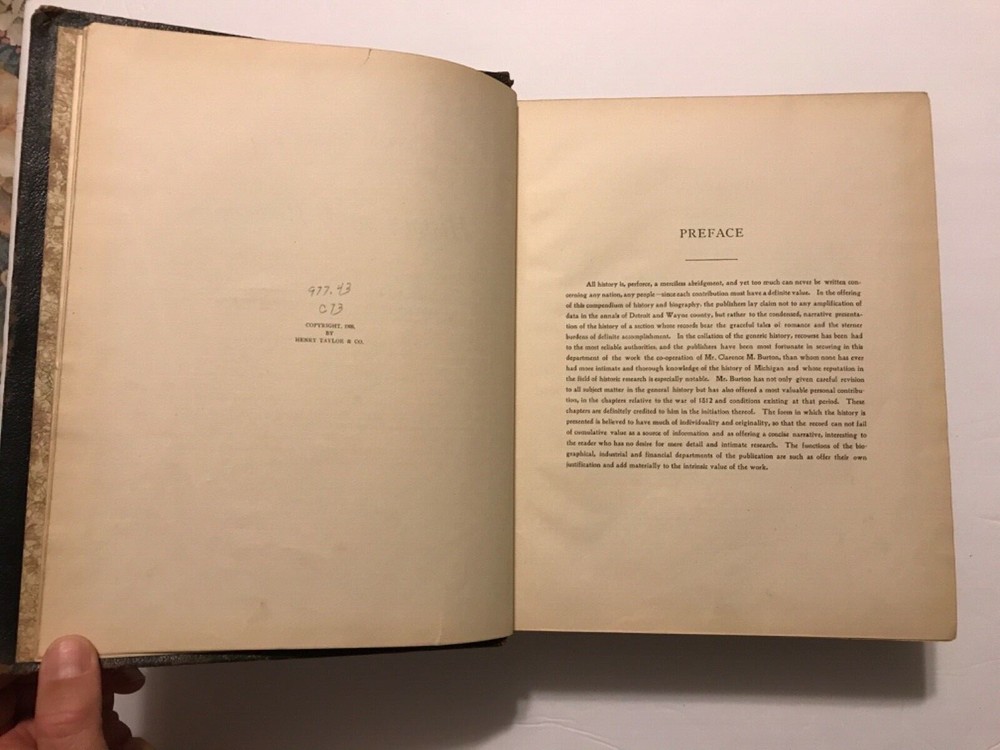 977.43
C73
COPYRIGHT, 1909,
BY
HENRY TAYLOR & CO.
PREFACE
All history is, perforce, a merciless abridgment, and yet too much can never be written con-
cerning any nation, any people—since each contribution must have a definite value. In the offering
of this compendium of history and biography, the publishers lay claim not to any amplification of
data in the annals of Detroit and Wayne county, but rather to the condensed, narrative presenta-
tion of the history of a section whose records bear the graceful tales of romance and the sterner
burdens of definite accomplishment. In the collation of the generic history, recourse has been had
to the most reliable authorities, and the publishers have been most fortunate in securing in this
department of the work the co-operation of Mr. Clarence M. Burton, than whom none has ever
had more intimate and thorough knowledge of the history of Michigan and whose reputation in
the field of historic research is especially notable. Mr. Burton has not only given careful revision
to all subject matter in the general history but has also offered a most valuable personal contribu-
tion, in the chapters relative to the war of 1812 and conditions existing at that period. These
chapters are definitely credited to him in the initiation thereof. The form in which the history is
presented is believed to have much of individuality and originality, so that the record can not fail
of cumulative value as a source of information and as offering a concise narrative, interesting to
the reader who has no desire for mere detail and intimate research. The functions of the bio-
graphical, industrial and financial departments of the publication are such as offer their own
justification and add materially to the intrinsic value of the work.